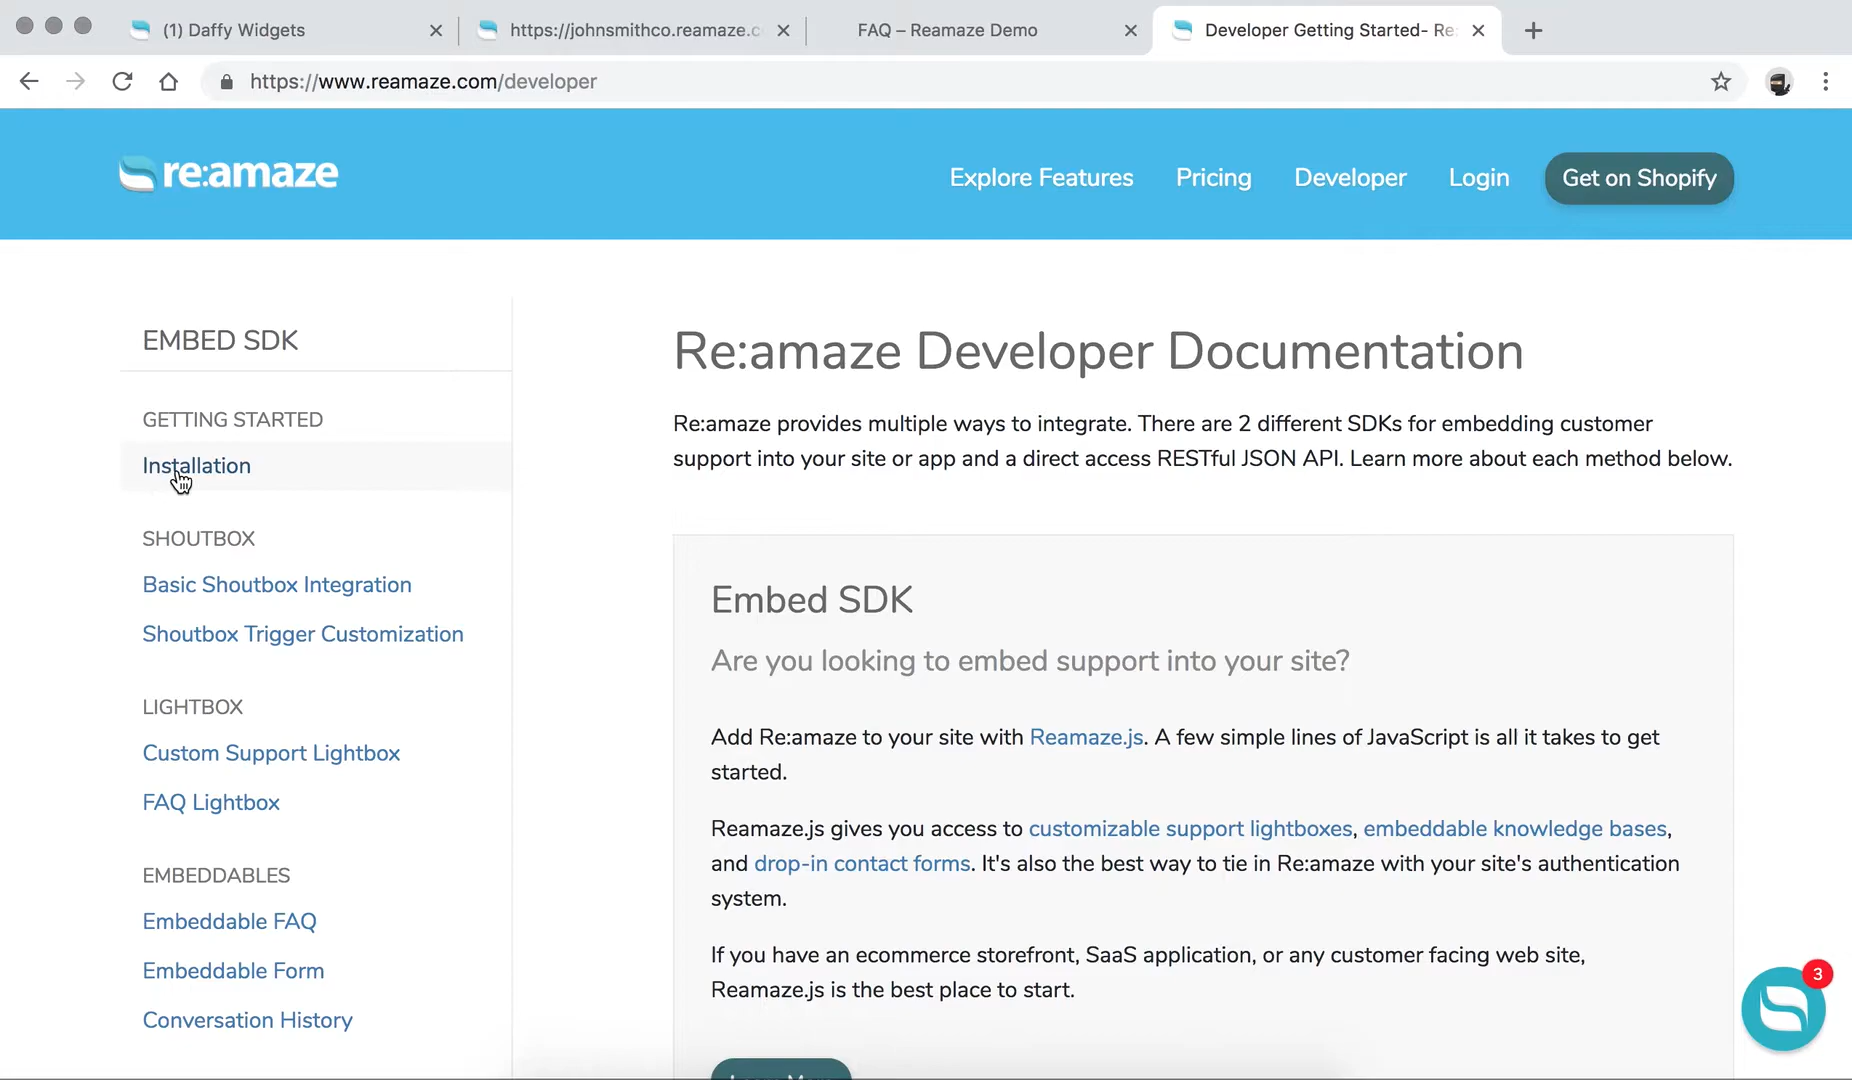 (1) Daffy Widgets
https://johnsmithco.reamaze.c
FAQ – Reamaze Demo
Developer Getting Started- Re:
https://www.reamaze.com/developer
re:amaze
Explore Features
Pricing
Developer
Login
Get on Shopify
EMBED SDK
GETTING STARTED
Installation
SHOUTBOX
Basic Shoutbox Integration
Shoutbox Trigger Customization
LIGHTBOX
Custom Support Lightbox
FAQ Lightbox
EMBEDDABLES
Embeddable FAQ
Embeddable Form
Conversation History
Re:amaze Developer Documentation
Re:amaze provides multiple ways to integrate. There are 2 different SDKs for embedding customer
support into your site or app and a direct access RESTful JSON API. Learn more about each method below.
Embed SDK
Are you looking to embed support into your site?
Add Re:amaze to your site with Reamaze.js. A few simple lines of JavaScript is all it takes to get
started.
Reamaze.js gives you access to customizable support lightboxes, embeddable knowledge bases,
and drop-in contact forms. It's also the best way to tie in Re:amaze with your site's authentication
system.
If you have an ecommerce storefront, SaaS application, or any customer facing web site,
Reamaze.js is the best place to start.
3